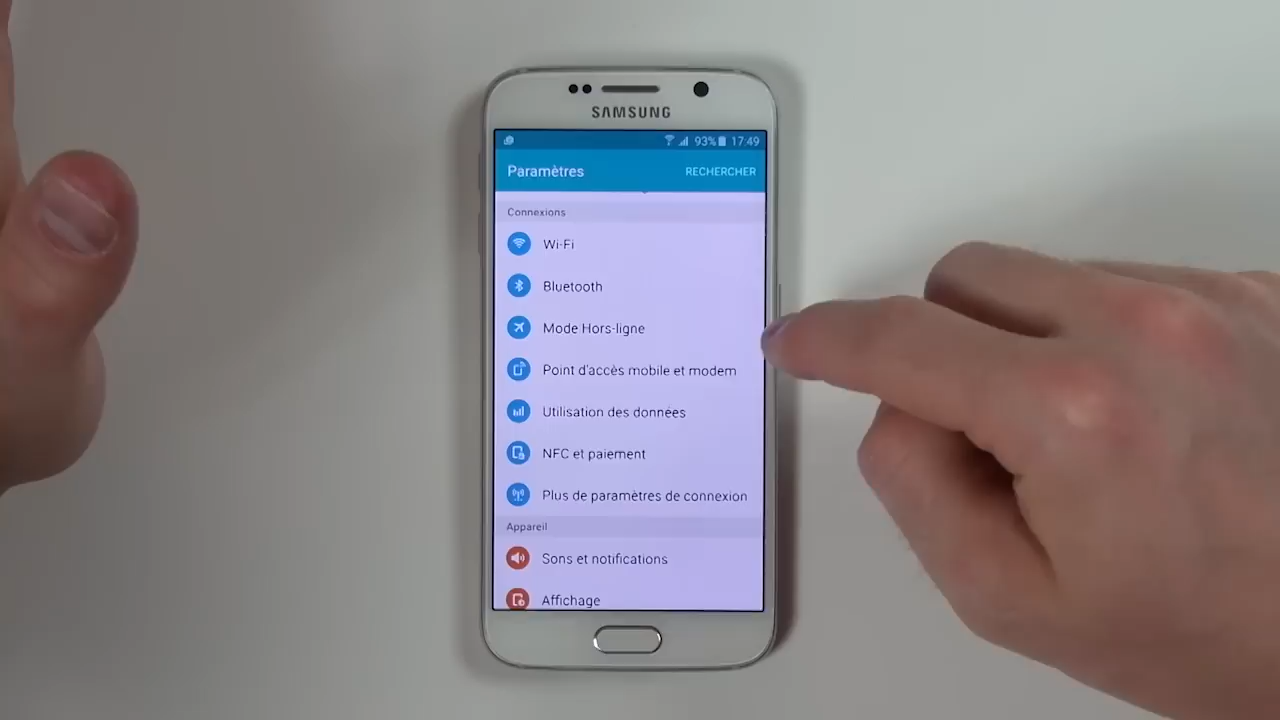 SAMSUNG
93% 17:49
Paramètres RECHERCHER
Connexions
Wi-Fi
Bluetooth
Mode Hors-ligne
Point d'accès mobile et modem
Utilisation des données
NFC et paiement
Plus de paramètres de connexion
Appareil
Sons et notifications
Affichage